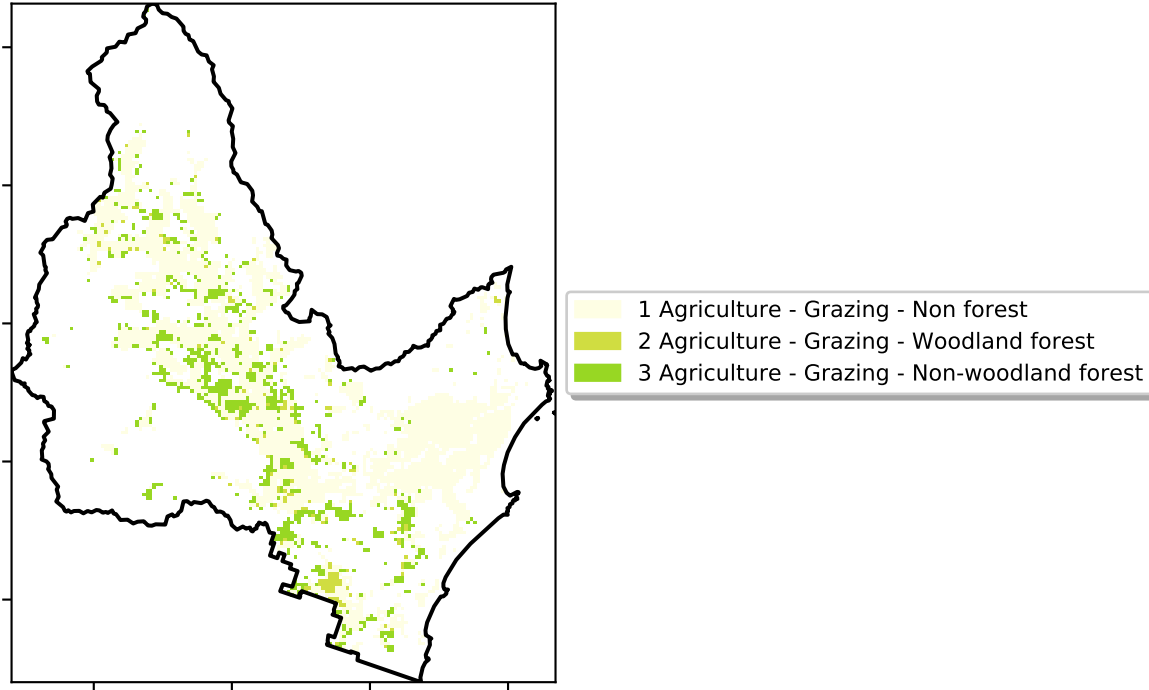 1 Agriculture - Grazing - Non forest
2 Agriculture - Grazing - Woodland forest
3 Agriculture - Grazing - Non-woodland forest